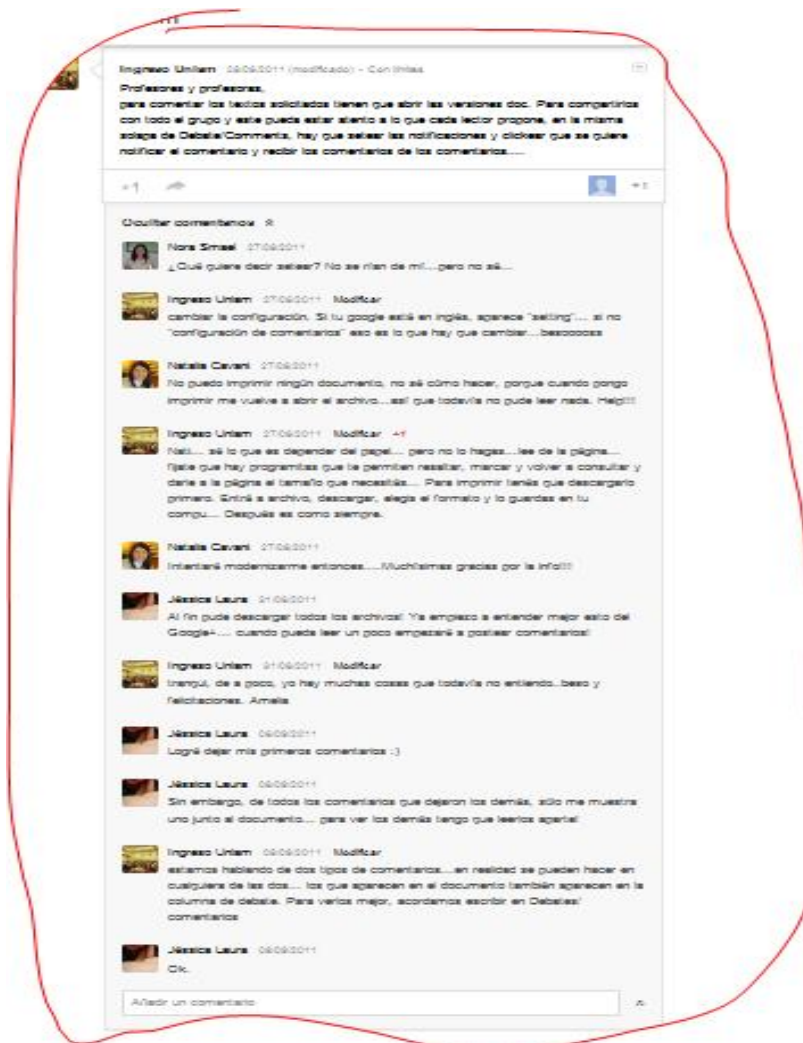 Ingreso Unlam 26/08/2011 (modificado) - Con límites
Profesores y profesoras,
para comentar los textos solicitados tienen que abrir las versiones doc. Para compartirlos
con todo el grupo y este pueda estar atento a lo que cada lector propone, en la misma
solapa de Debate/Comments, hay que setear las notificaciones y clickear que se quiere
notificar el comentario y recibir los comentarios de los comentarios....
+1
Ocultar comentarios
27/08/2011
¿Qué quiere decir setear? No se rían de mí....pero no sé...
Ingreso Unlam 27/08/2011 Modificar
cambiar la configuración. Si tu google está en inglés, aparece "setting"... si no
"configuración de comentarios" eso es lo que hay que cambiar...besooooss
Natalia Cavani 27/08/2011
No puedo imprimir ningún documento, no sé cómo hacer, porque cuando pongo
imprimir me vuelve a abrir el archivo...así que todavía no pude leer nada. Help!!!
Ingreso Unlam 27/08/2011 Modificar +1
Nati... sé lo que es depender del papel... pero no lo hagas...lee de la página...
fijate que hay programitas que te permiten resaltar, marcar y volver a consultar y
darle a la página el tamaño que necesitás... Para imprimir tenés que descargarlo
primero. Entrá a archivo, descargar, elegís el formato y lo guardas en tu
compu... Después es como siempre.
Natalia Cavani 27/08/2011
Intentaré modernizarme entonces....Muchísimas gracias por la info!!!
Jéssica Laura 31/08/2011
Al fin pude descargar todos los archivos! Ya empiezo a entender mejor esto del
Google+... cuando pueda leer un poco empezaré a postear comentarios!
Ingreso Unlam 31/08/2011 Modificar
tranqui, de a poco, yo hay muchas cosas que todavía no entiendo..beso y
felicitaciones. Amelia
Jéssica Laura 06/09/2011
Logré dejar mis primeros comentarios :)
Jéssica Laura 06/09/2011
Sin embargo, de todos los comentarios que dejaron los demás, sólo me muestra
uno junto al documento... para ver los demás tengo que leerlos aparte!
Ingreso Unlam 06/09/2011 Modificar
estamos hablando de dos tipos de comentarios...en realidad se pueden hacer en
cualquiera de las dos... los que aparecen en el documento también aparecen en la
columna de debate. Para verlos mejor, acordamos escribir en Debates/
comentarios
Jéssica Laura 06/09/2011
Ok.
Añadir un comentario